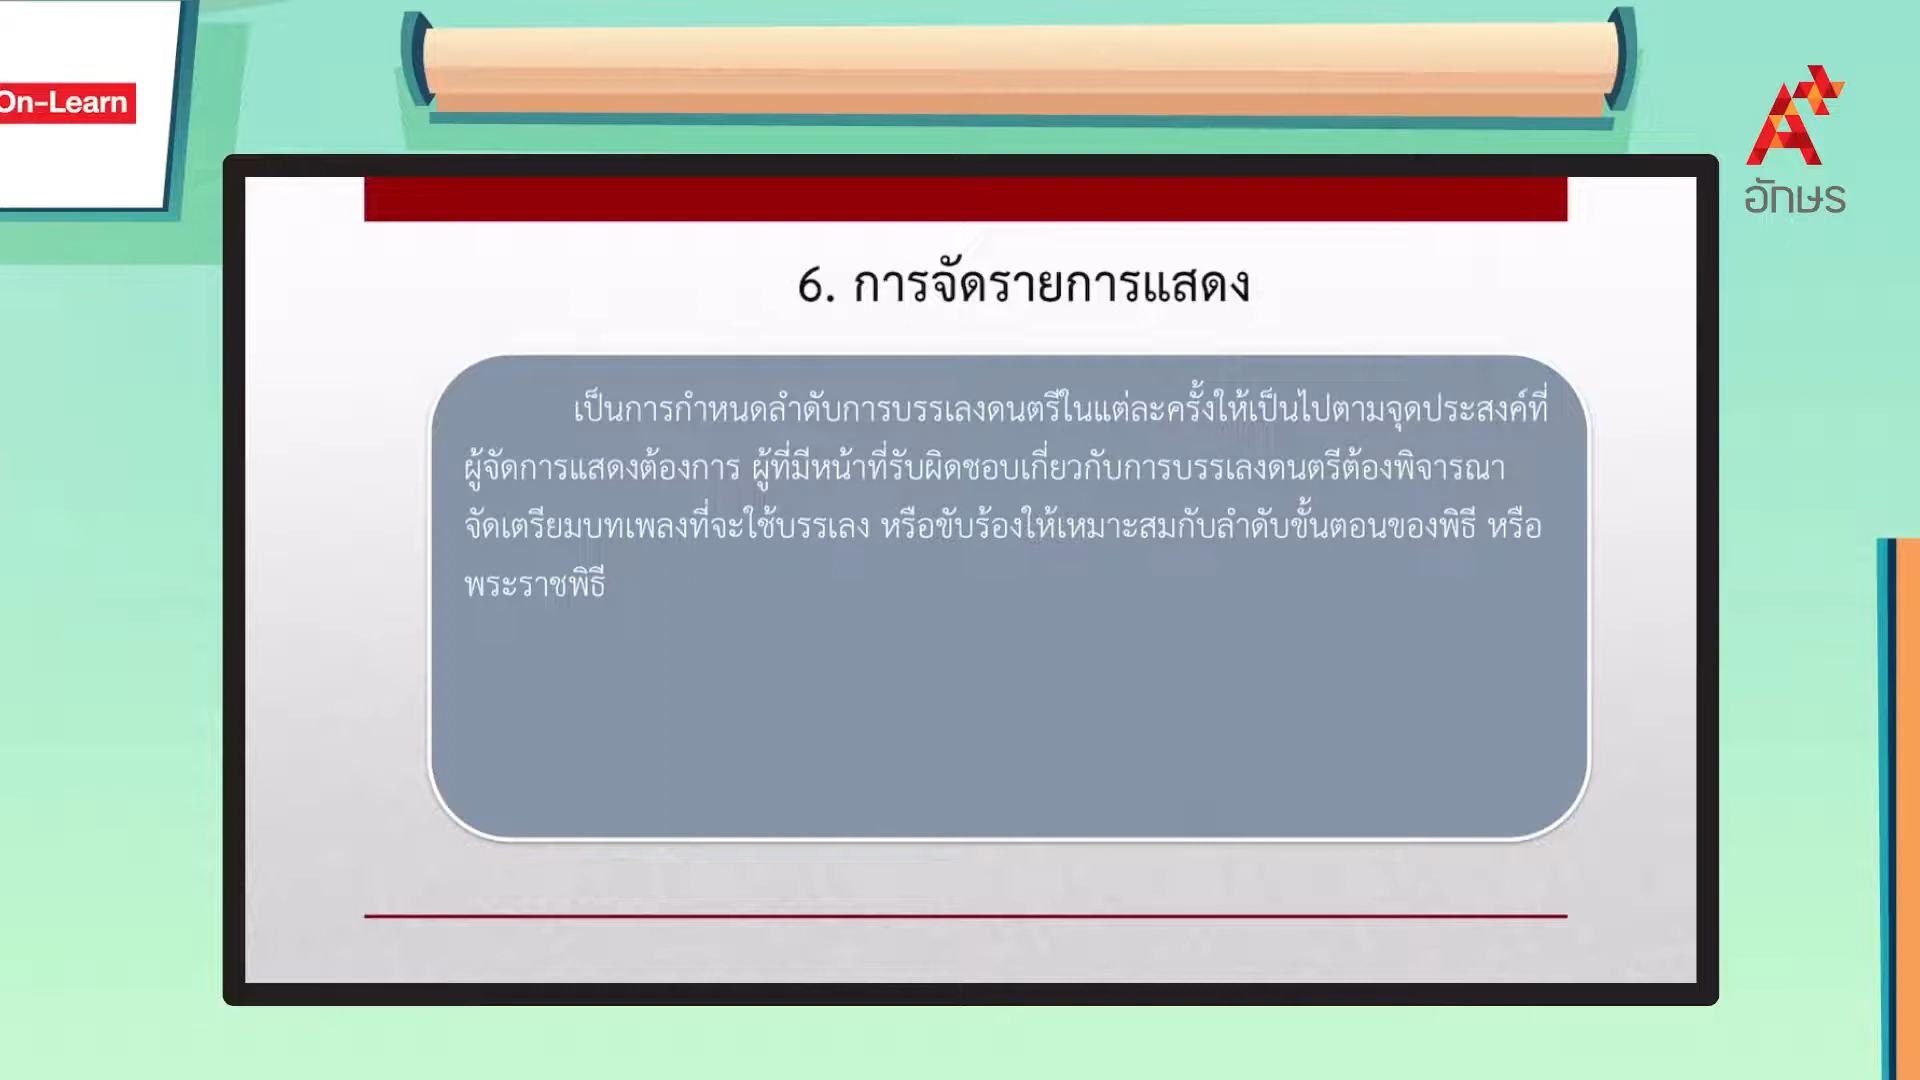 On-Learn
อักษร
6. การจัดรายการแสดง
เป็นการกำหนดลำดับการบรรเลงดนตรีในแต่ละครั้งให้เป็นไปตามจุดประสงค์ที่
ผู้จัดการแสดงต้องการ ผู้ที่มีหน้าที่รับผิดชอบเกี่ยวกับการบรรเลงดนตรีต้องพิจารณา
จัดเตรียมบทเพลงที่จะใช้บรรเลง หรือขับร้องให้เหมาะสมกับลำดับขั้นตอนของพิธี หรือ
พระราชพิธี